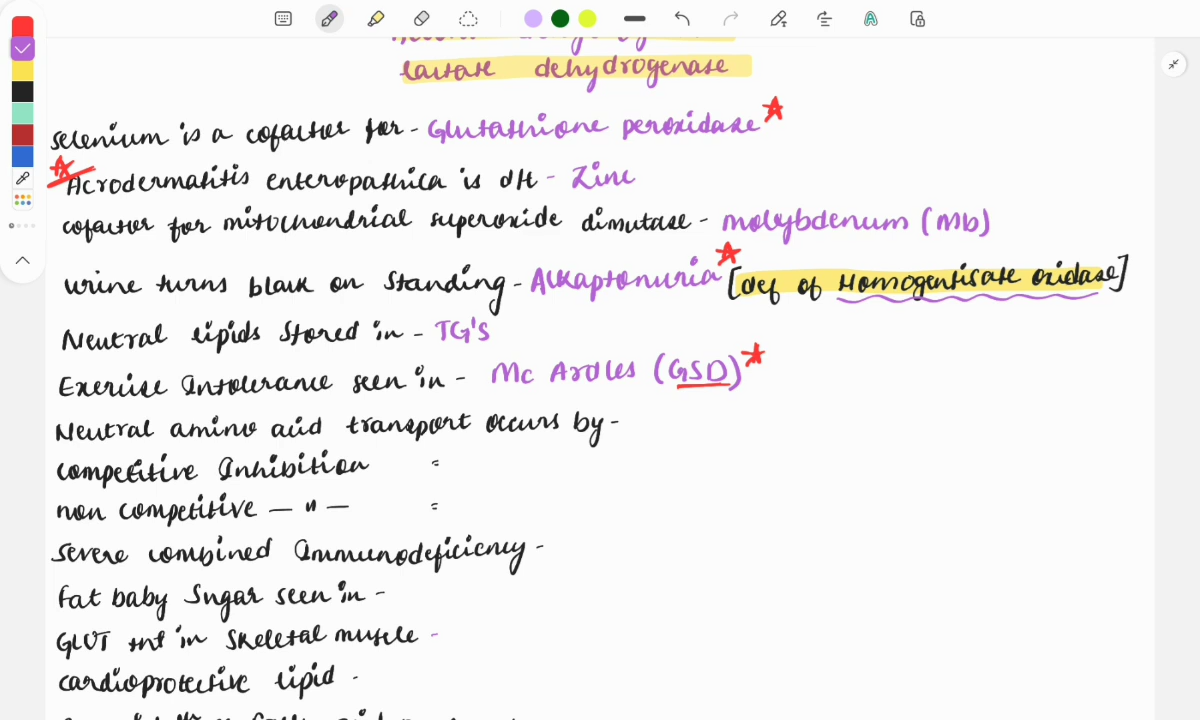 lactate dehydrogenase
selenium is a cofactor for - Glutathione peroxidase
Acrodermatitis enteropathica is d/t - Zinc
cofactor for mitochondrial superoxide dimutase - molybdenum (Mb)
urine turns black on standing - Alkaptonuria [def of Homogentisate oxidase]
Neutral lipids stored in - TG's
Exercise intolerance seen in - Mc Ardles (GSD)
Neutral amino acid transport occurs by -
competitive inhibition =
non competitive — " — =
severe combined immunodeficiency -
Fat baby sugar seen in -
GLUT in skeletal muscle -
cardioprotective lipid -